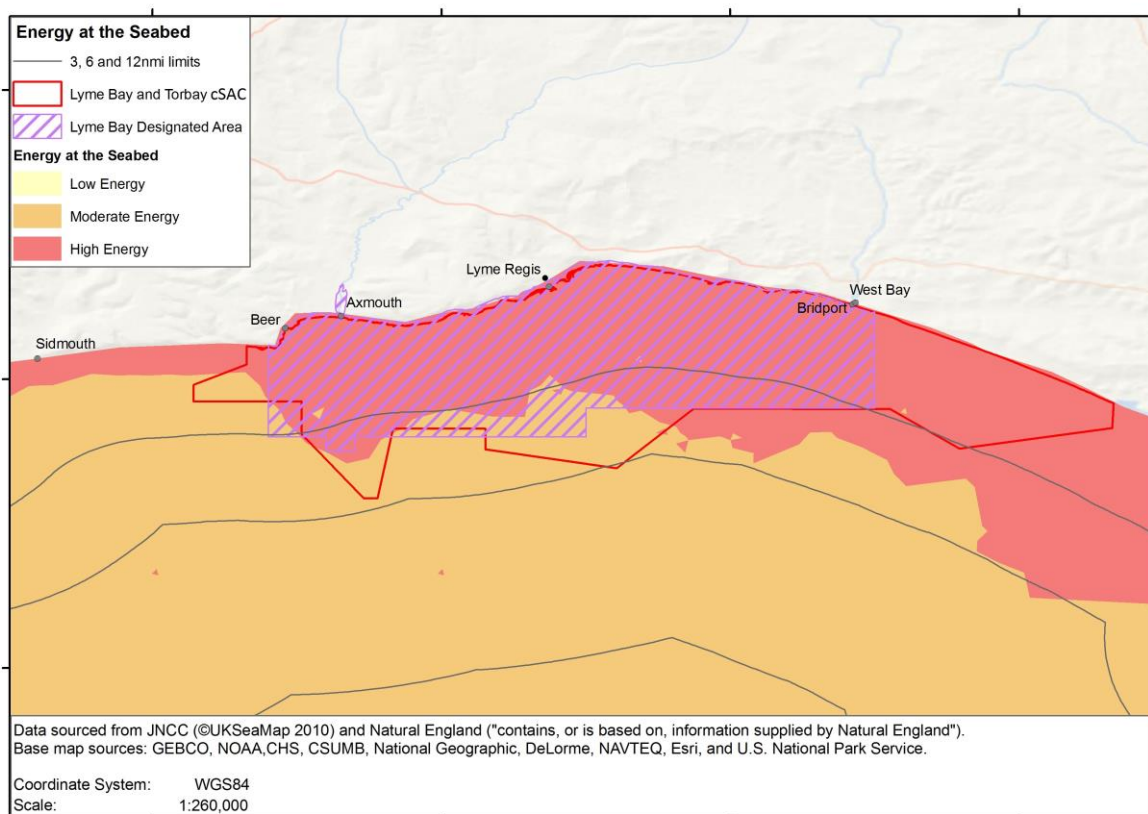 Energy at the Seabed
3, 6 and 12nmi limits
Lyme Bay and Torbay cSAC
Lyme Bay Designated Area
Energy at the Seabed
Low Energy
Moderate Energy
High Energy
Lyme Regis
West Bay
Axmouth
Bridport
Beer
Sidmouth
Data sourced from JNCC (©UKSeaMap 2010) and Natural England ("contains, or is based on, information supplied by Natural England").
Base map sources: GEBCO, NOAA,CHS, CSUMB, National Geographic, DeLorme, NAVTEQ, Esri, and U.S. National Park Service.
Coordinate System: WGS84
Scale: 1:260,000